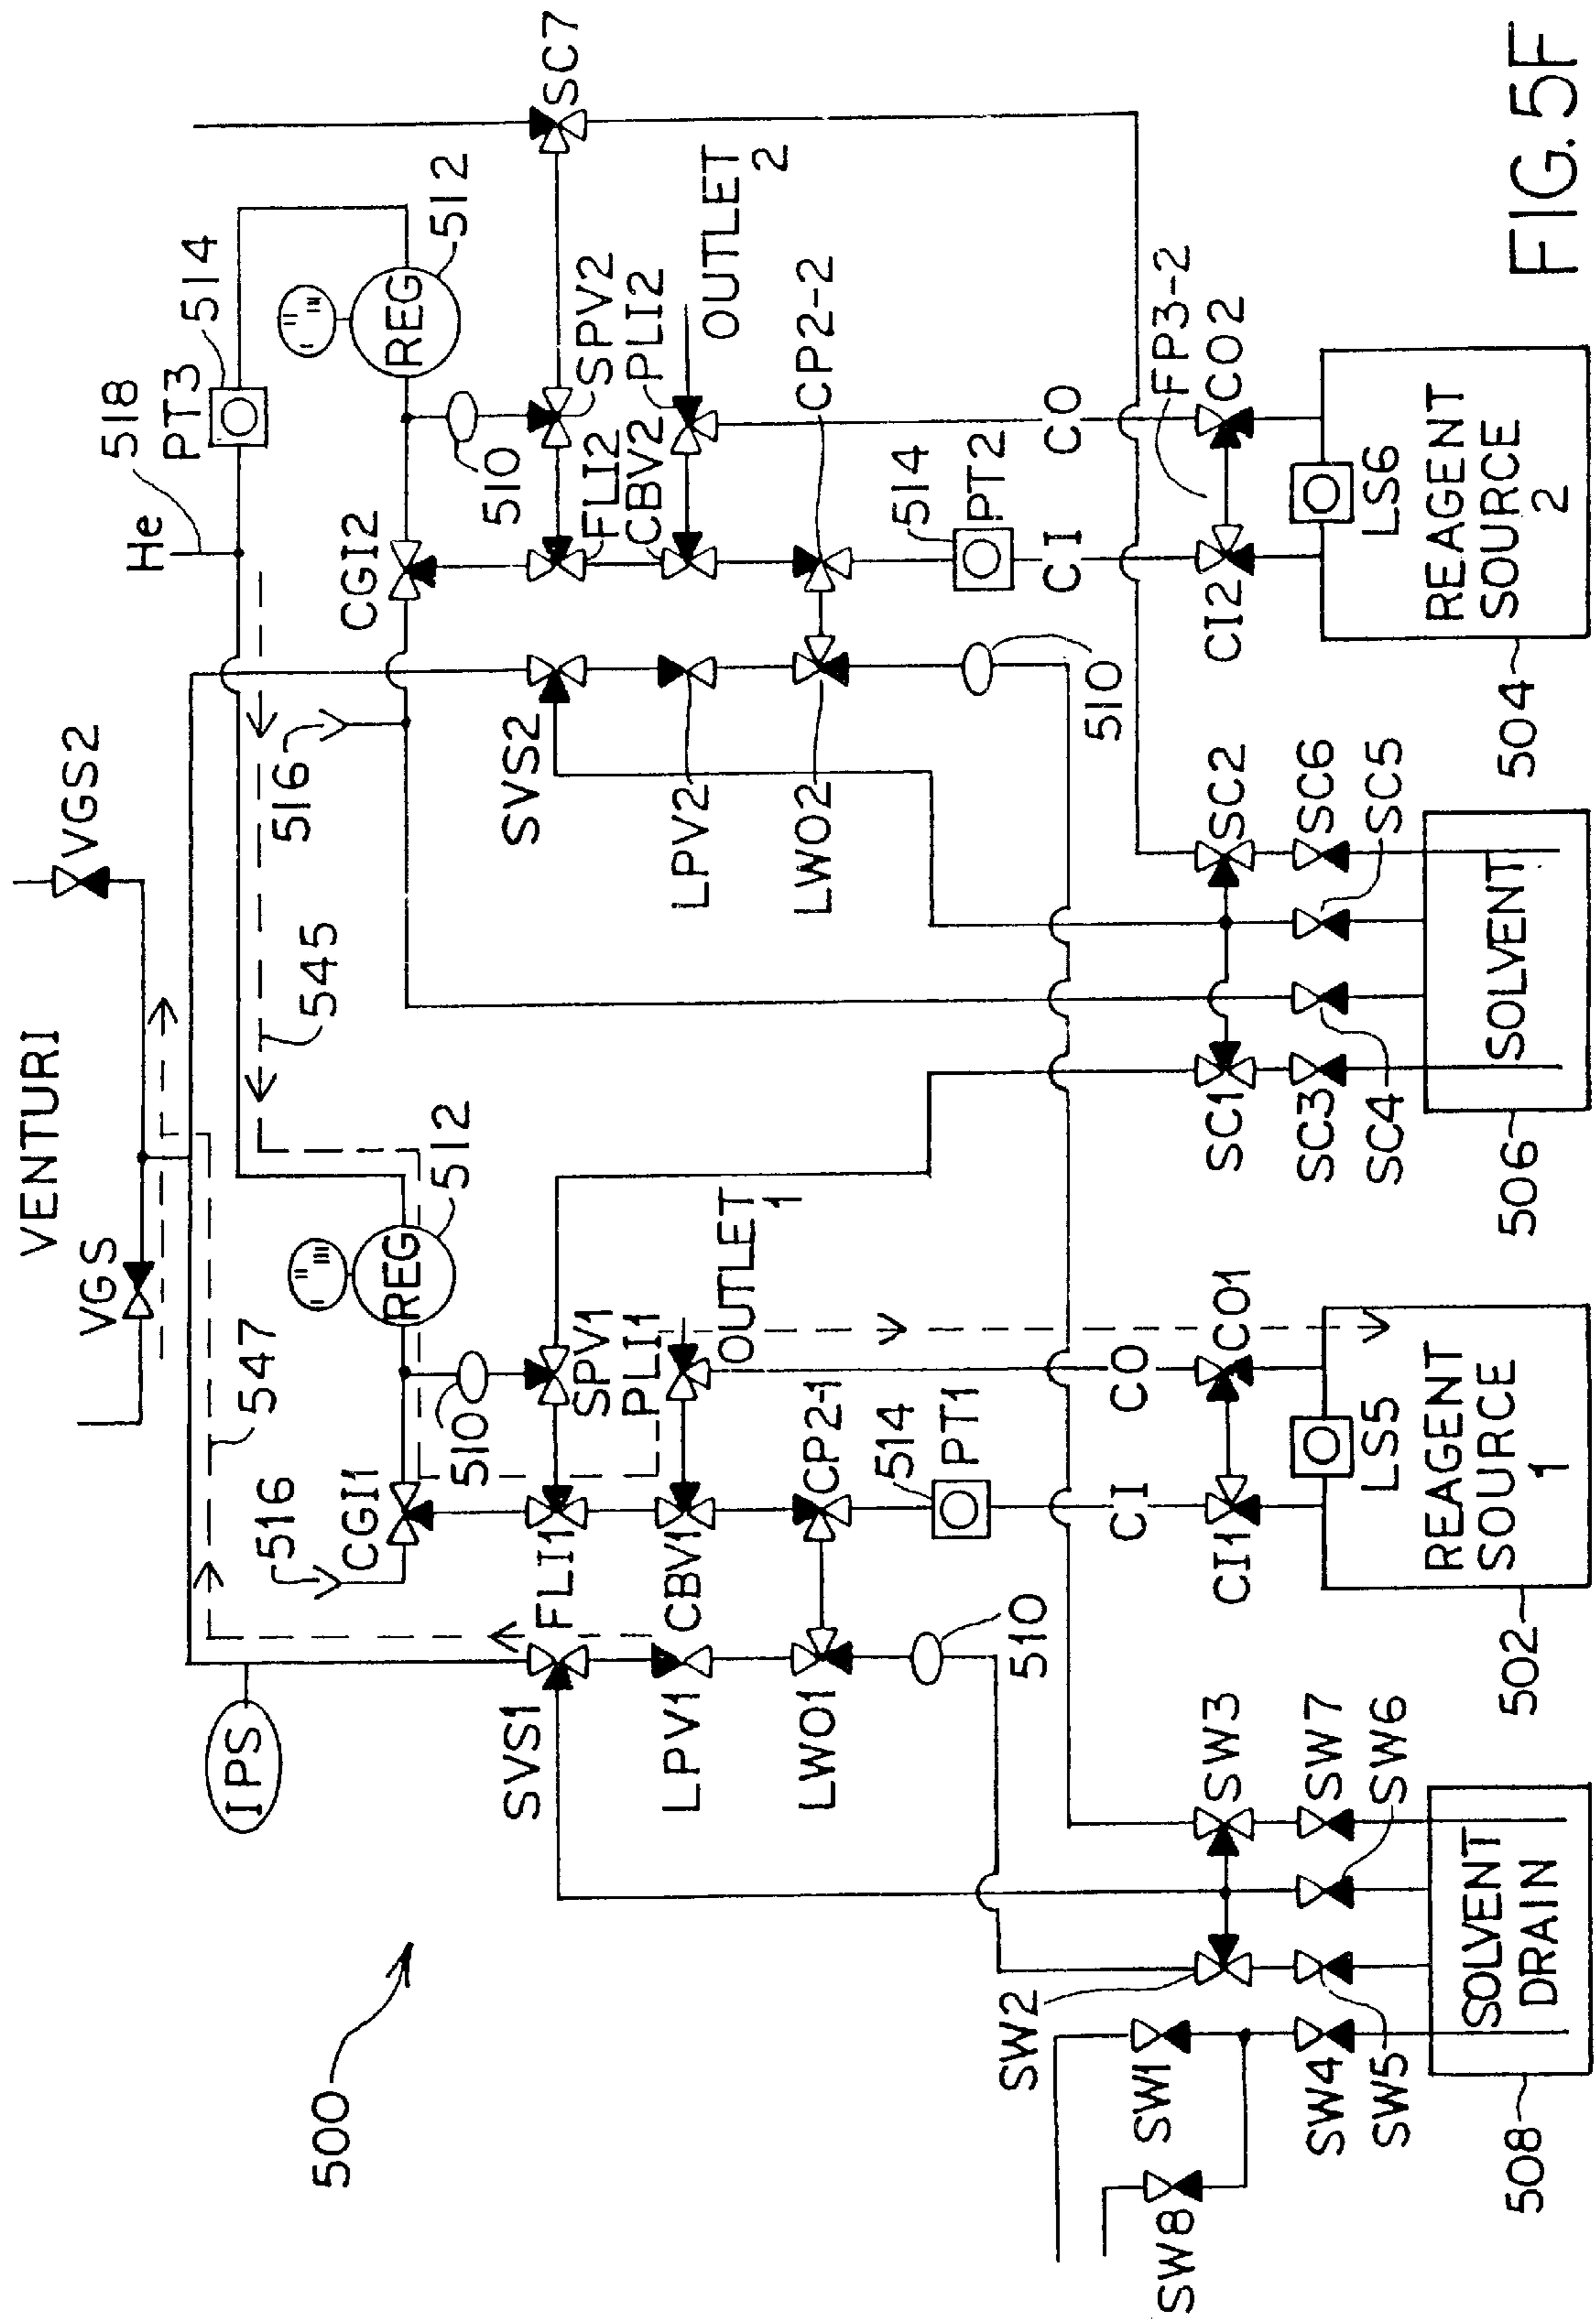 VENTURI
VGS
VGS2
He
518
PT3
514
IPS
547
545
516
512
REG
CGI2
510
SC7
516
CGI1
REG
512
510
SVS1
FLI1
SPV1
SVS2
FLI2
SPV2
LPV1
CBV1
PLI1
OUTLET
1
LPV2
CBV2
PLI2
OUTLET
2
LWO1
CP2-1
LWO2
CP2-2
510
514
PT1
510
514
PT2
500
CI
CO
CI
CO
FP3-2
SW8
SW1
SW2
SW3
CI1
CO1
SC1
SC2
CI2
CO2
SW4
SW5
SW7
SW6
SC3
SC4
SC6
SC5
LS5
LS6
508
SOLVENT
DRAIN
502
REAGENT
SOURCE
1
506
SOLVENT
504
REAGENT
SOURCE
2
FIG.5F